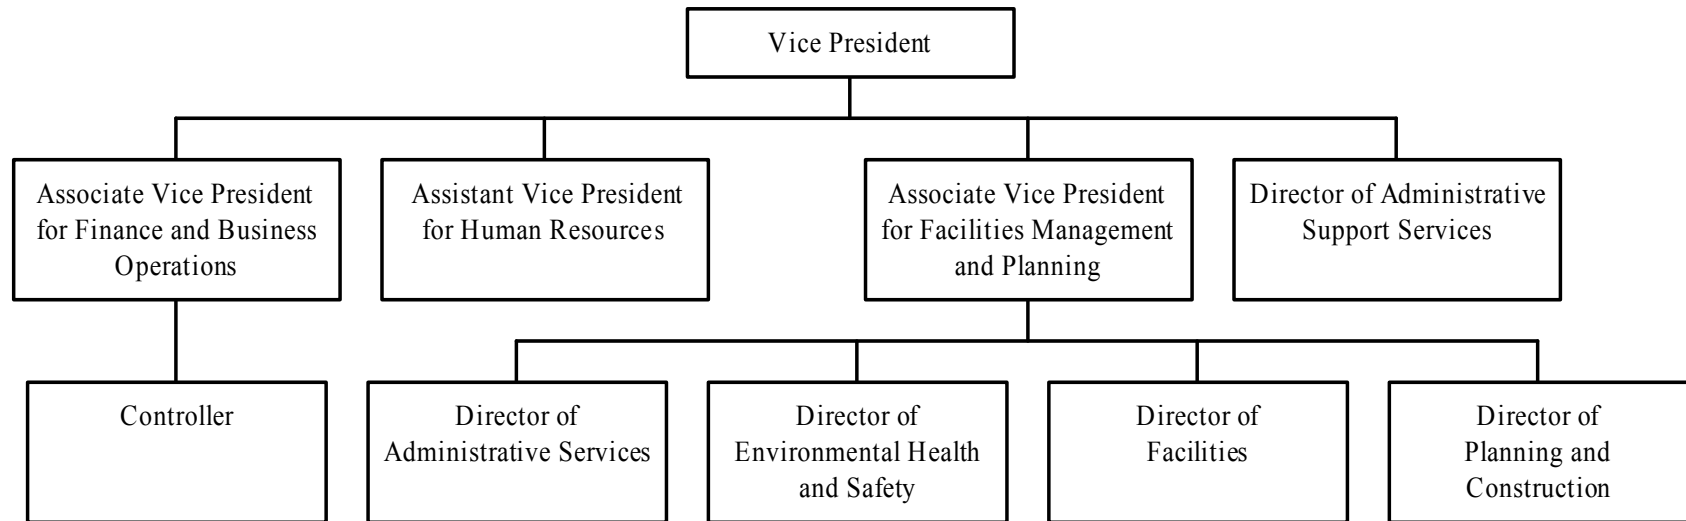 Vice President
Associate Vice President
for Finance and Business
Operations
Assistant Vice President
for Human Resources
Associate Vice President
for Facilities Management
and Planning
Director of Administrative
Support Services
Controller
Director of
Administrative Services
Director of
Environmental Health
and Safety
Director of
Facilities
Director of
Planning and
Construction